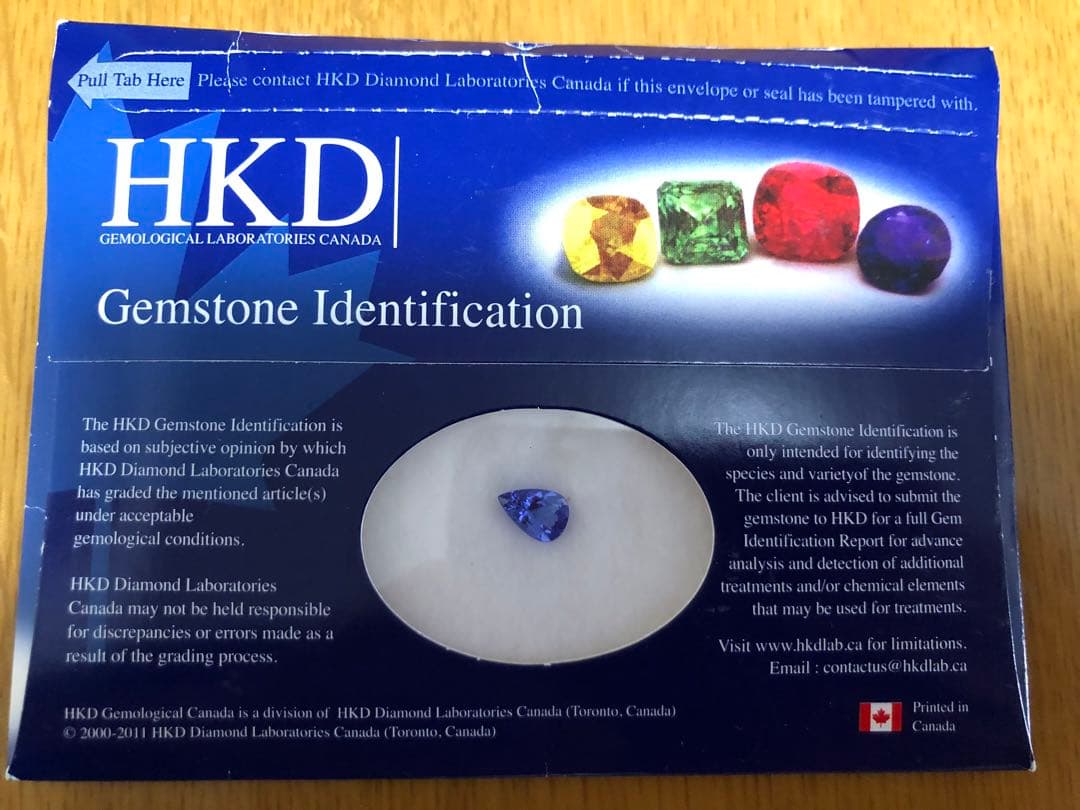 Pull Tab Here Please contact HKD Diamond Laboratories Canada if this envelope or seal has been tampered with.
HKD
GEMOLOGICAL LABORATORIES CANADA
Gemstone Identification
The HKD Gemstone Identification is
based on subjective opinion by which
HKD Diamond Laboratories Canada
has graded the mentioned article(s)
under acceptable
gemological conditions.
HKD Diamond Laboratories
Canada may not be held responsible
for discrepancies or errors made as a
result of the grading process.
The HKD Gemstone Identification is
only intended for identifying the
species and varietyof the gemstone.
The client is advised to submit the
gemstone to HKD for a full Gem
Identification Report for advance
analysis and detection of additional
treatments and/or chemical elements
that may be used for treatments.
Visit www.hkdlab.ca for limitations.
Email : contactus@hkdlab.ca
HKD Gemological Canada is a division of HKD Diamond Laboratories Canada (Toronto, Canada)
© 2000-2011 HKD Diamond Laboratories Canada (Toronto, Canada)
Printed in
Canada